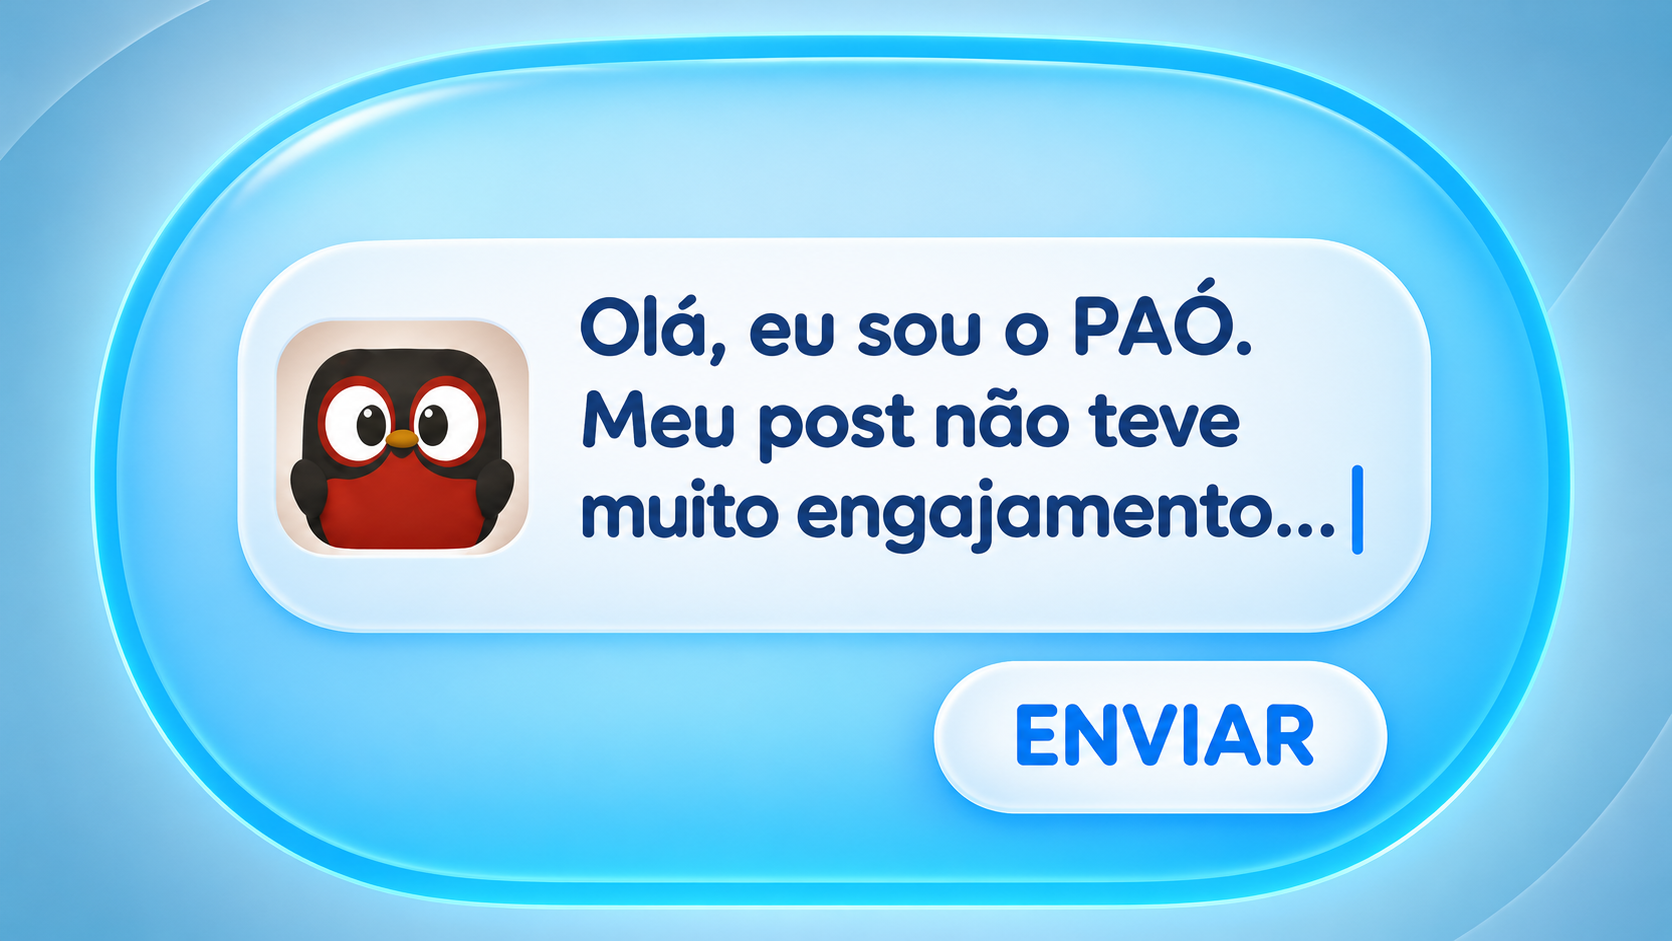 Olá, eu sou o PAÓ.
Meu post não teve
muito engajamento...
ENVIAR